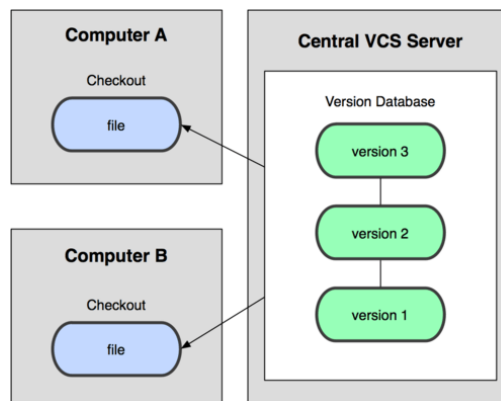 Computer A
Checkout
file
Computer B
Checkout
file
Central VCS Server
Version Database
version 3
version 2
version 1